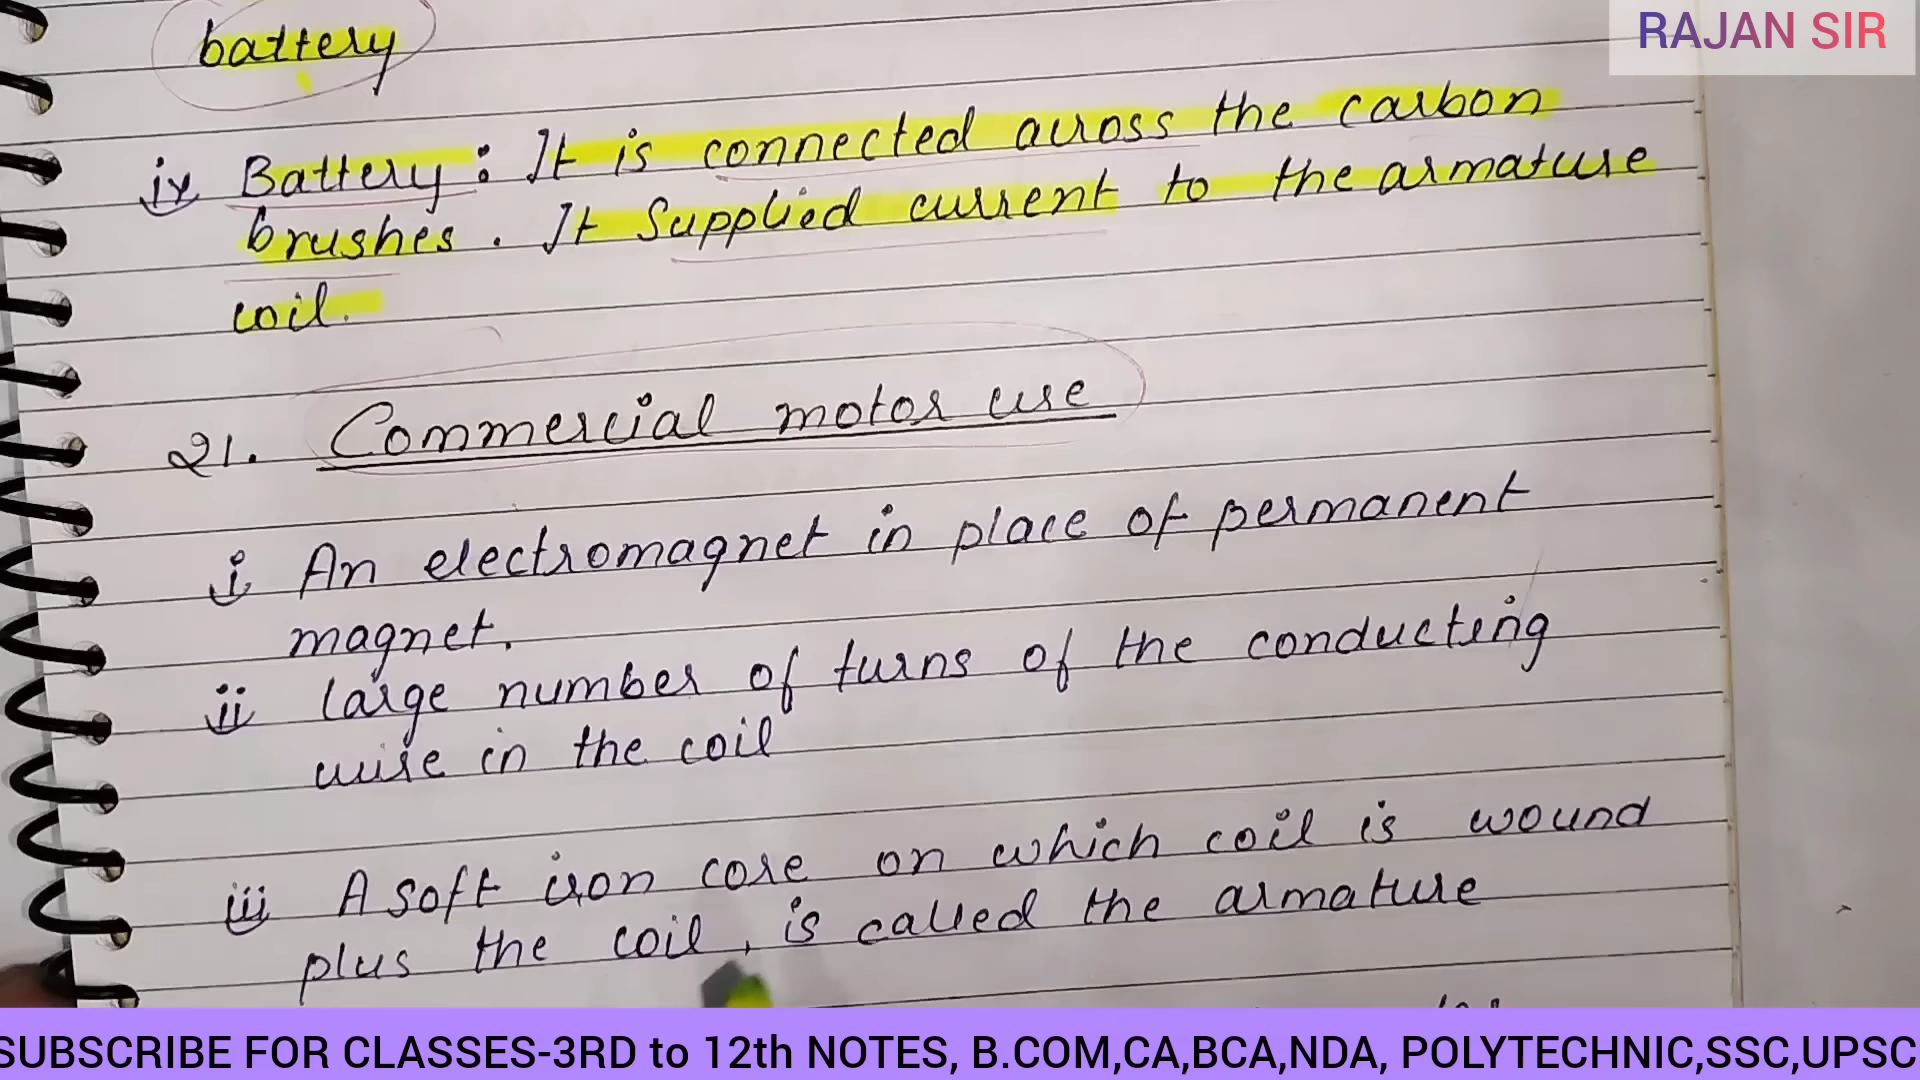 RAJAN SIR
battery
iv Battery : It is connected across the carbon
brushes . It Supplied current to the armature
coil.
21. Commercial motor use
i An electromagnet in place of permanent
magnet.
ii large number of turns of the conducting
wire in the coil
iii A soft iron core on which coil is wound
plus the coil, is called the armature
SUBSCRIBE FOR CLASSES-3RD to 12th NOTES, B.COM,CA,BCA,NDA, POLYTECHNIC,SSC,UPSC